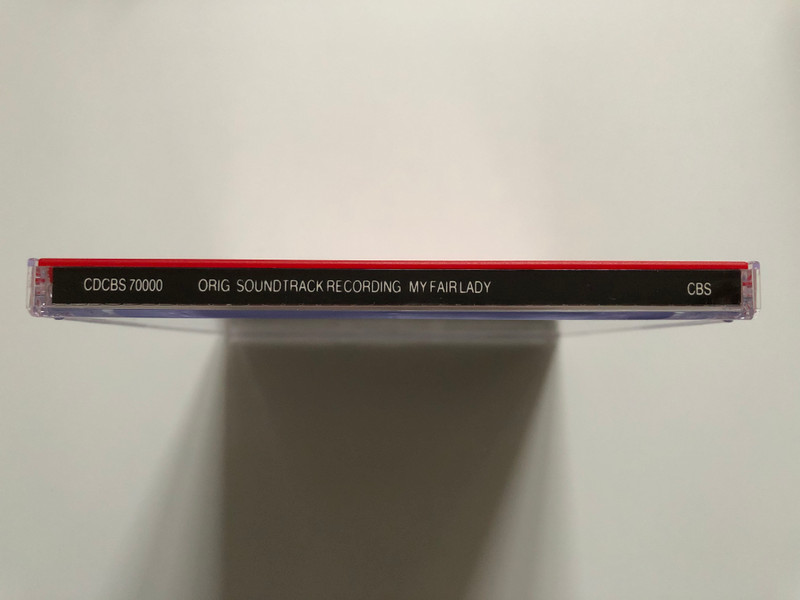 CDCBS 70000 ORIG SOUNDTRACK RECORDING MY FAIR LADY CBS